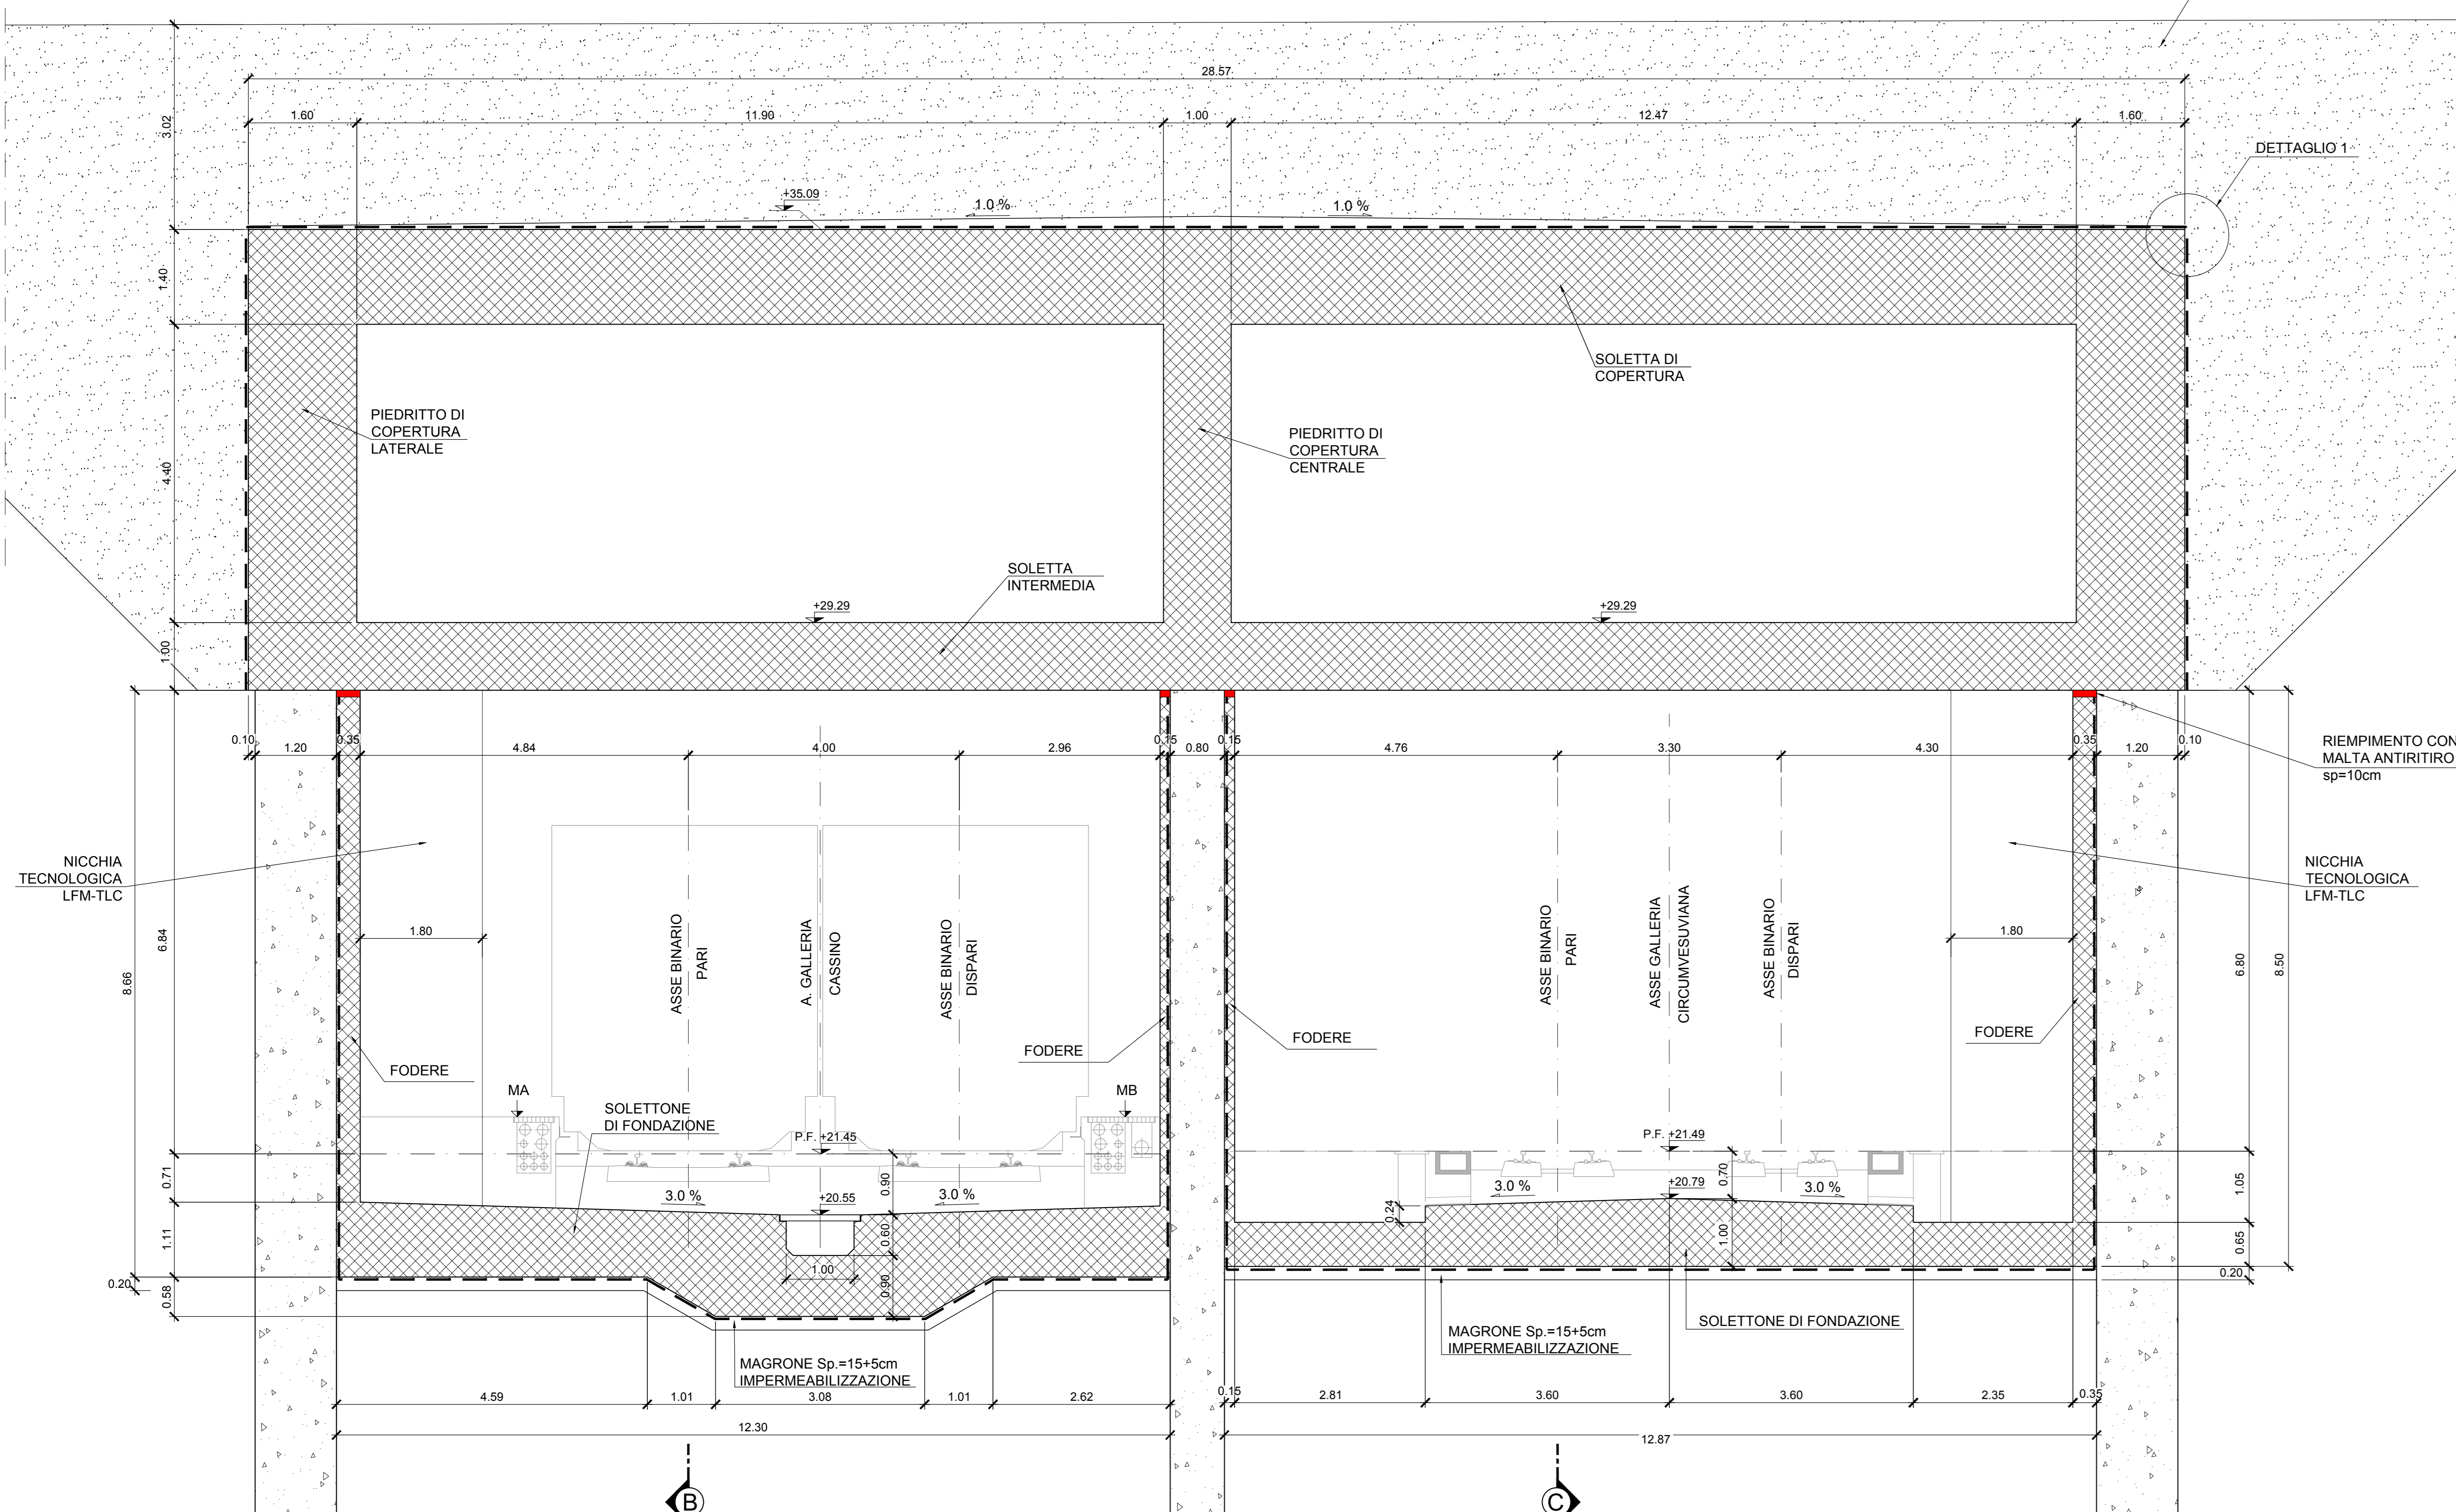 28.57
1.60
11.90
1.00
12.47
1.60
3.02
DETTAGLIO 1
+35.09
1.0 %
1.0 %
1.40
SOLETTA DI
COPERTURA
PIEDRITTO DI
COPERTURA
LATERALE
PIEDRITTO DI
COPERTURA
CENTRALE
4.40
SOLETTA
INTERMEDIA
+29.29
+29.29
1.00
0.10
1.20
0.35
4.84
4.00
2.96
0.15
0.80
0.15
4.76
3.30
4.30
0.35
1.20
0.10
RIEMPIMENTO CON
MALTA ANTIRITIRO
sp=10cm
NICCHIA
TECNOLOGICA
LFM-TLC
NICCHIA
TECNOLOGICA
LFM-TLC
1.80
1.80
6.84
8.66
6.80
8.50
ASSE BINARIO
PARI
A. GALLERIA
CASSINO
ASSE BINARIO
DISPARI
ASSE BINARIO
PARI
ASSE GALLERIA
CIRCUMVESUVIANA
ASSE BINARIO
DISPARI
FODERE
FODERE
FODERE
FODERE
MA
MB
SOLETTONE
DI FONDAZIONE
P.F. +21.45
P.F. +21.49
0.71
0.90
0.70
1.05
3.0 %
+20.55
3.0 %
3.0 %
+20.79
3.0 %
0.24
1.11
0.60
1.00
0.65
1.00
0.90
0.20
0.58
0.20
MAGRONE Sp.=15+5cm
IMPERMEABILIZZAZIONE
MAGRONE Sp.=15+5cm
IMPERMEABILIZZAZIONE
SOLETTONE DI FONDAZIONE
4.59
1.01
3.08
1.01
2.62
0.15
2.81
3.60
3.60
2.35
0.35
12.30
12.87
B
C